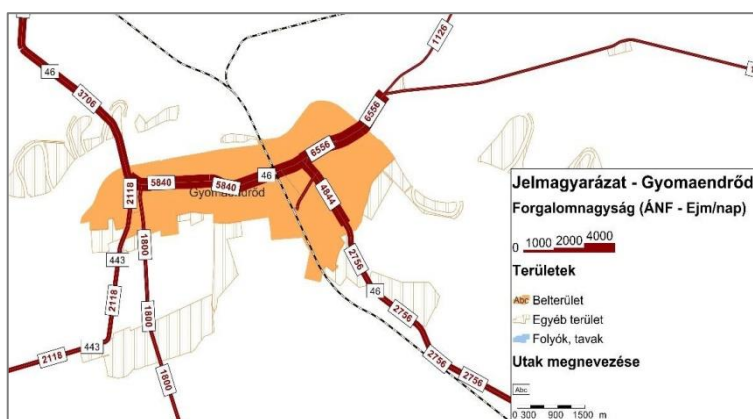 1126
46
3706
6556
6556
46
5840
5840
Gyomaendrőd
2118
4844
1800
443
2118
2756
46
2756
443
2118
1800
2756
2756
Jelmagyarázat - Gyomaendrőd
Forgalomnagyság (ÁNF - Ejm/nap)
0 1000 2000 4000
Területek
Abc Belterület
Egyéb terület
Folyók, tavak
Utak megnevezése
Abc
0 300 900 1500 m